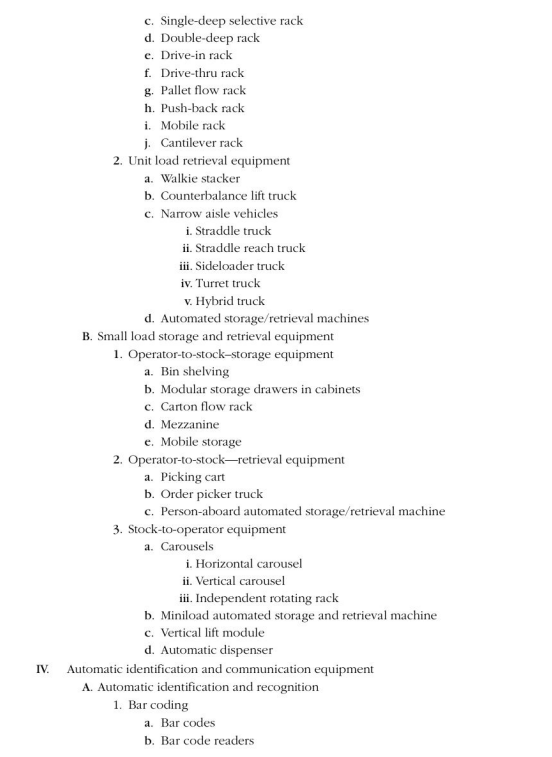 c. Single-deep selective rack
d. Double-deep rack
e. Drive-in rack
f. Drive-thru rack
g. Pallet flow rack
h. Push-back rack
i. Mobile rack
j. Cantilever rack
2. Unit load retrieval equipment
a. Walkie stacker
b. Counterbalance lift truck
c. Narrow aisle vehicles
i. Straddle truck
ii. Straddle reach truck
iii. Sideloader truck
iv. Turret truck
v. Hybrid truck
d. Automated storage/retrieval machines
B. Small load storage and retrieval equipment
1. Operator-to-stock–storage equipment
a. Bin shelving
b. Modular storage drawers in cabinets
c. Carton flow rack
d. Mezzanine
e. Mobile storage
2. Operator-to-stock—retrieval equipment
a. Picking cart
b. Order picker truck
c. Person-aboard automated storage/retrieval machine
3. Stock-to-operator equipment
a. Carousels
i. Horizontal carousel
ii. Vertical carousel
iii. Independent rotating rack
b. Miniload automated storage and retrieval machine
c. Vertical lift module
d. Automatic dispenser
IV. Automatic identification and communication equipment
A. Automatic identification and recognition
1. Bar coding
a. Bar codes
b. Bar code readers